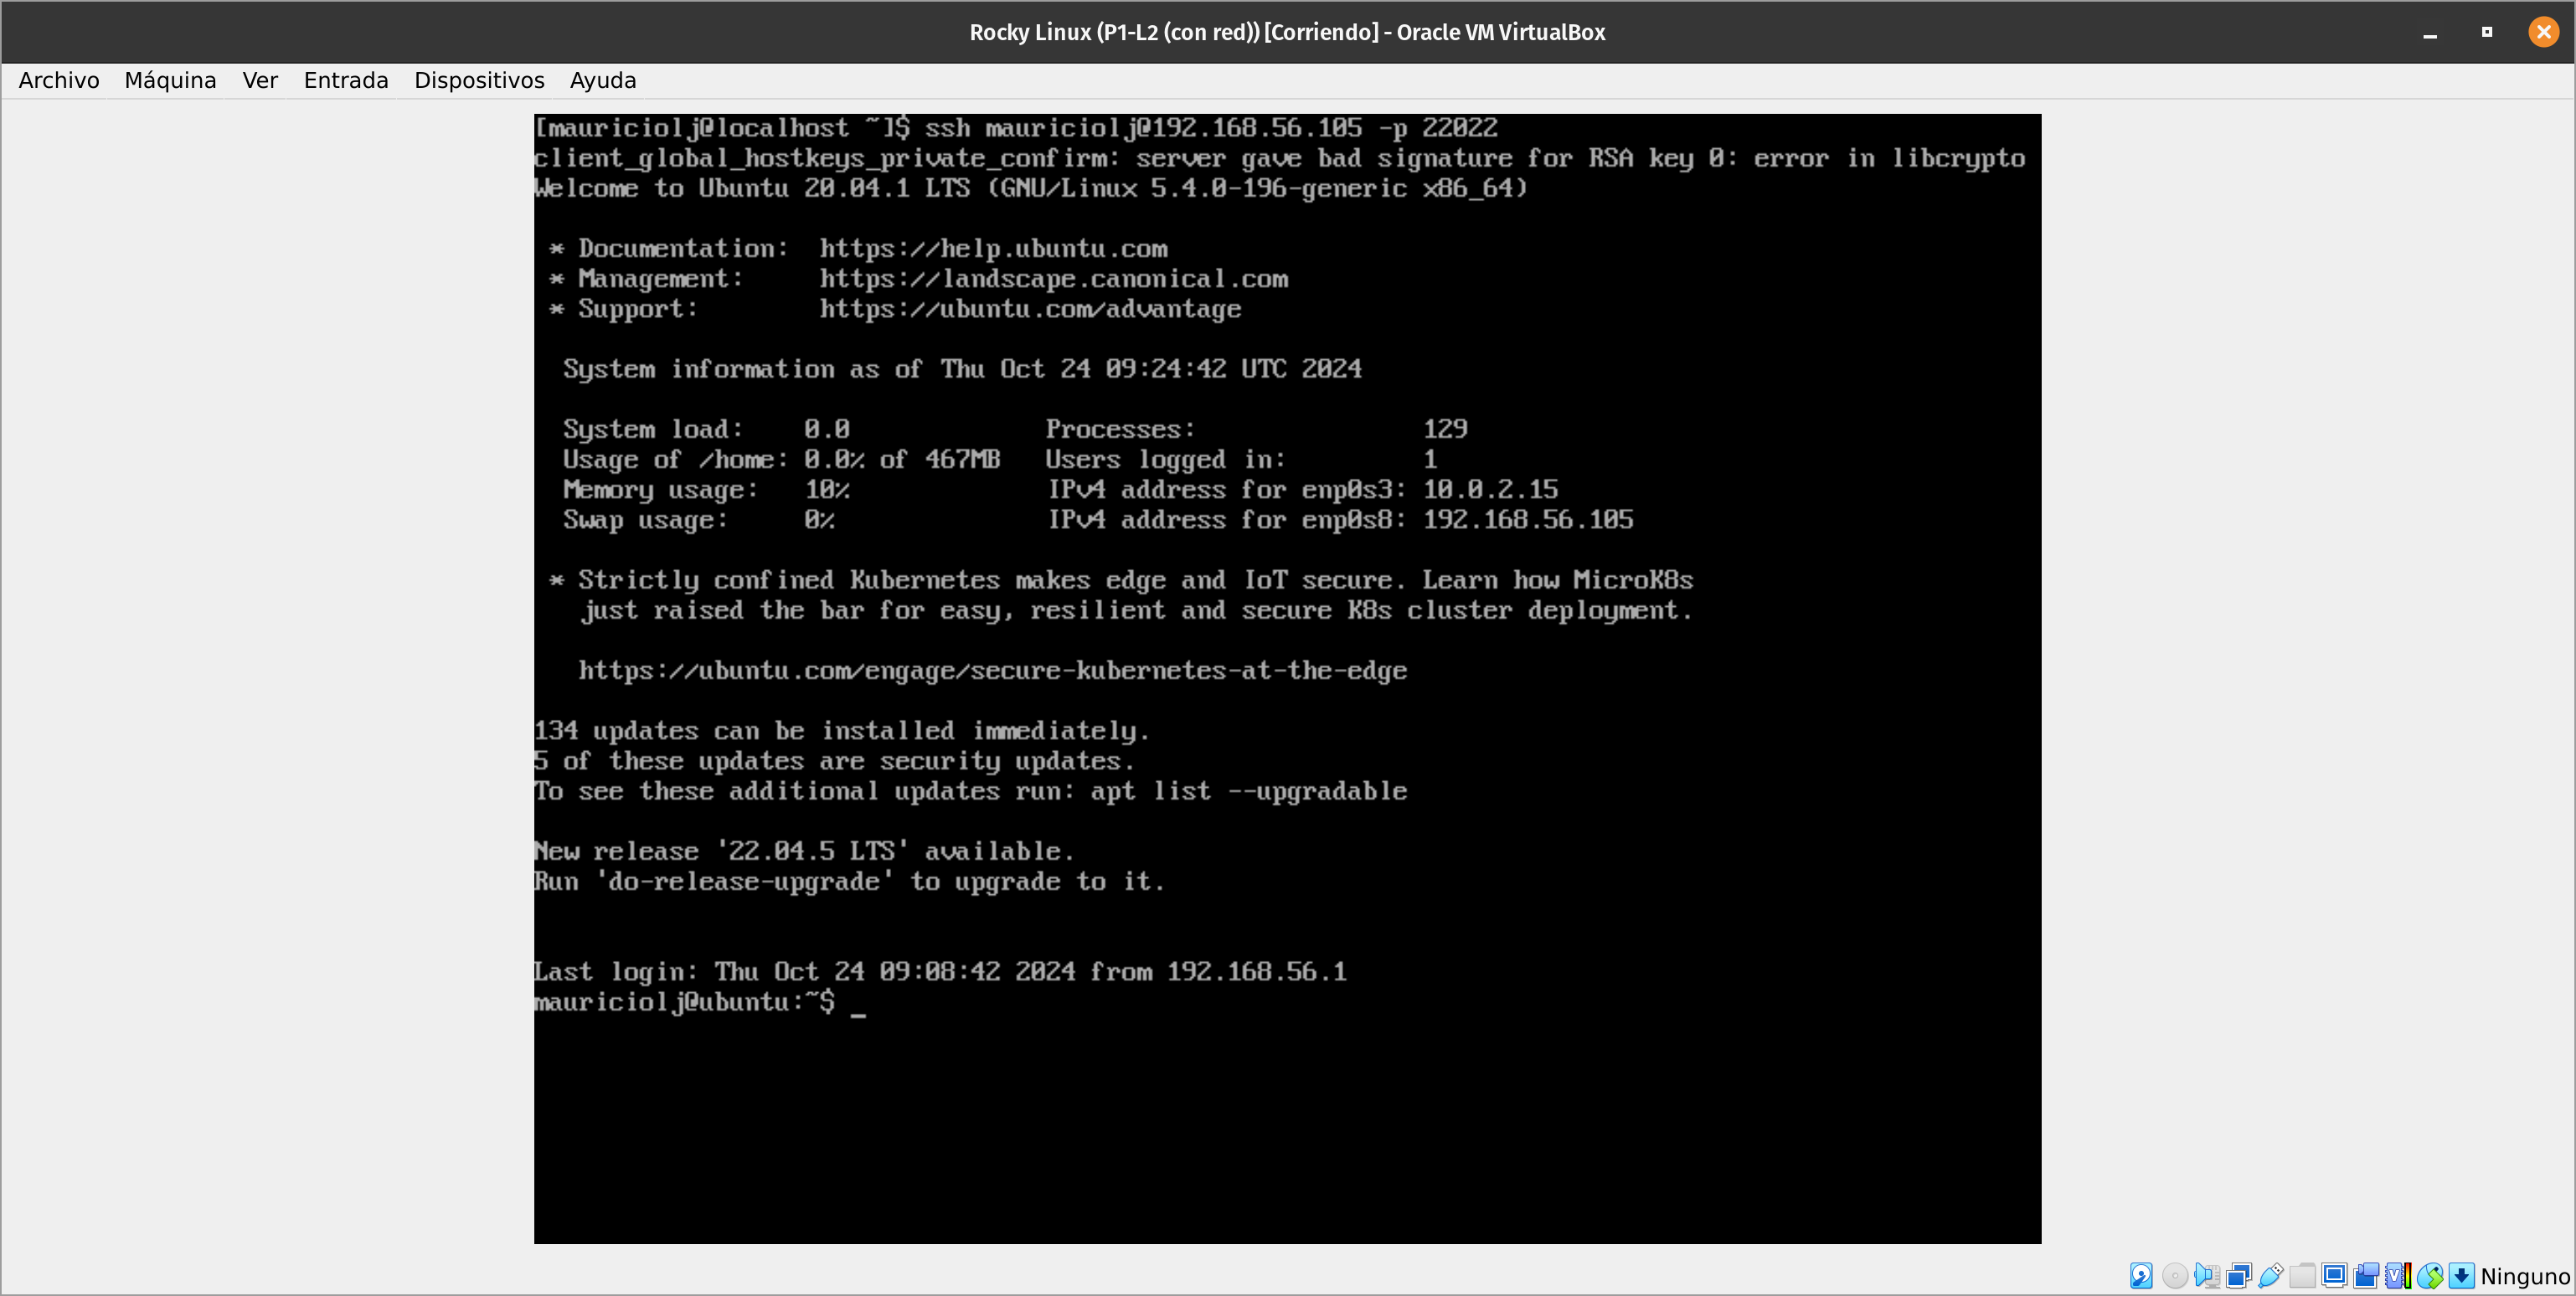 Rocky Linux (P1-L2 (con red)) [Corriendo] - Oracle VM VirtualBox
Archivo Máquina Ver Entrada Dispositivos Ayuda
[mauriciolj@localhost ~]$ ssh mauriciolj@192.168.56.105 -p 22022
client_global_hostkeys_private_confirm: server gave bad signature for RSA key 0: error in libcrypto
Welcome to Ubuntu 20.04.1 LTS (GNU/Linux 5.4.0-196-generic x86_64)
* Documentation: https://help.ubuntu.com
* Management: https://landscape.canonical.com
* Support: https://ubuntu.com/advantage
System information as of Thu Oct 24 09:24:42 UTC 2024
System load: 0.0 Processes: 129
Usage of /home: 0.0% of 467MB Users logged in: 1
Memory usage: 10% IPv4 address for enp0s3: 10.0.2.15
Swap usage: 0% IPv4 address for enp0s8: 192.168.56.105
* Strictly confined Kubernetes makes edge and IoT secure. Learn how MicroK8s
just raised the bar for easy, resilient and secure K8s cluster deployment.
https://ubuntu.com/engage/secure-kubernetes-at-the-edge
134 updates can be installed immediately.
5 of these updates are security updates.
To see these additional updates run: apt list --upgradable
New release '22.04.5 LTS' available.
Run 'do-release-upgrade' to upgrade to it.
Last login: Thu Oct 24 09:08:42 2024 from 192.168.56.1
mauriciolj@ubuntu:~$ _
Ninguno